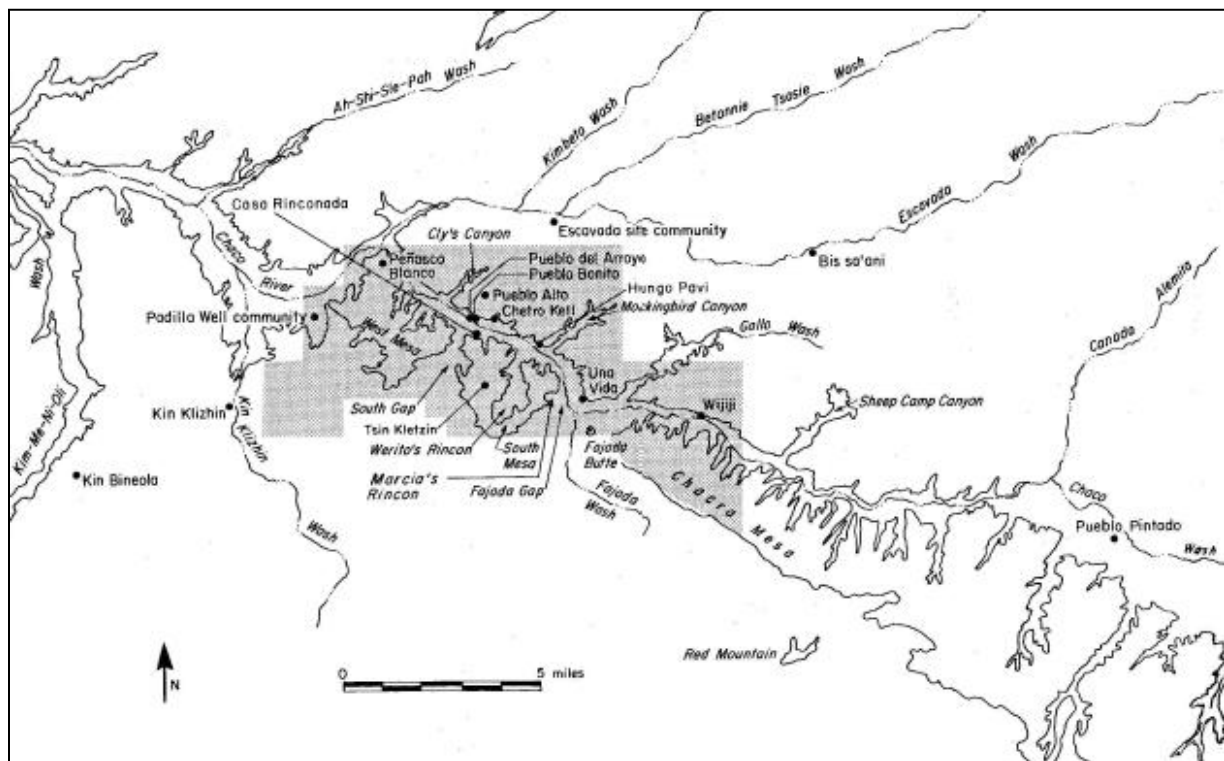 Ah-Shi-Sle-Pah Wash
Kimbeto Wash
Betonnie Tsosie Wash
Escavada Wash
Casa Rinconada
Cly's Canyon
Escavada site community
Bis sa'ani
Chaco River
Peñasco
Blanco
Pueblo del Arroyo
Pueblo Bonito
Hungo Pavi
Mockingbird Canyon
Pueblo Alto
Chetro Ketl
Padilla Well community
West Mesa
Gallo Wash
Canada Alemita
Wash
Kim-Me-Ni-Oli
Una
Vida
Kin Klizhin
Kin Klizhin Wash
South Gap
Tsin Kletzin
Werito's Rincon
South
Mesa
Marcia's
Rincon
Fajada Gap
Fajada
Butte
Fajada
Wash
Wijiji
Sheep Camp Canyon
Chacra Mesa
Kin Bineola
Chaco
Wash
Pueblo Pintado
Red Mountain
N
0 5 miles